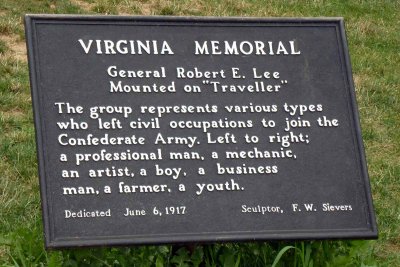 VIRGINIA MEMORIAL
General Robert E. Lee
Mounted on "Traveller"
The group represents various types
who left civil occupations to join the
Confederate Army. Left to right;
a professional man, a mechanic,
an artist, a boy, a business
man, a farmer, a youth.
Dedicated June 6, 1917 Sculptor, F. W. Sievers